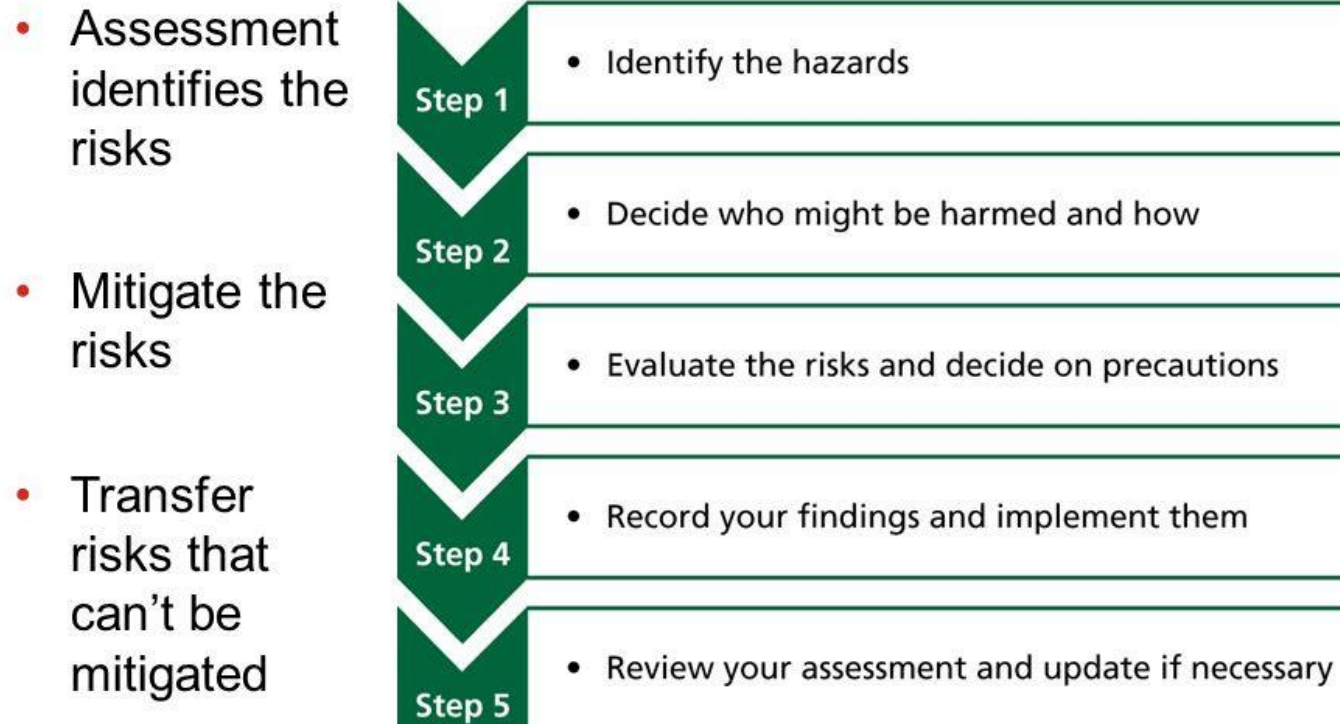 • Assessment
identifies the
risks
• Mitigate the
risks
• Transfer
risks that
can't be
mitigated
Step 1
• Identify the hazards
Step 2
• Decide who might be harmed and how
Step 3
• Evaluate the risks and decide on precautions
Step 4
• Record your findings and implement them
Step 5
• Review your assessment and update if necessary